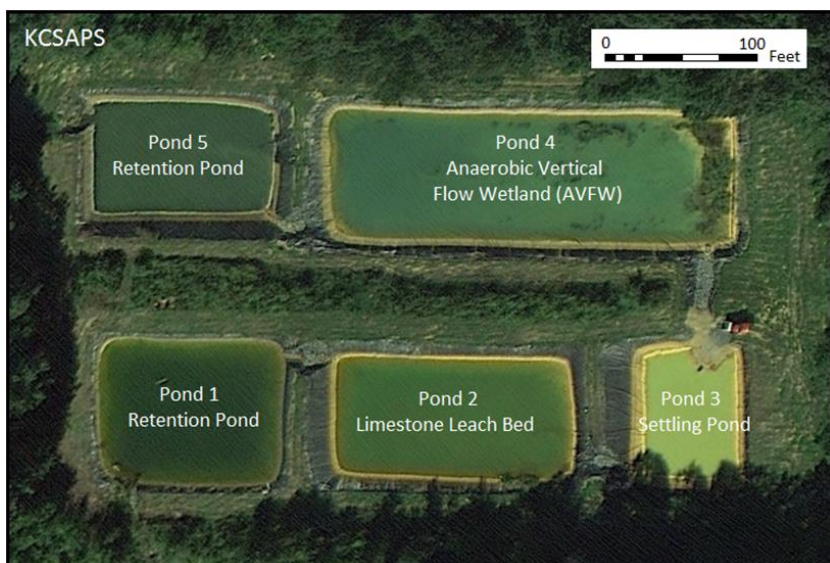 KCSAPS
0 100
Feet
Pond 5
Retention Pond
Pond 4
Anaerobic Vertical
Flow Wetland (AVFW)
Pond 1
Retention Pond
Pond 2
Limestone Leach Bed
Pond 3
Settling Pond